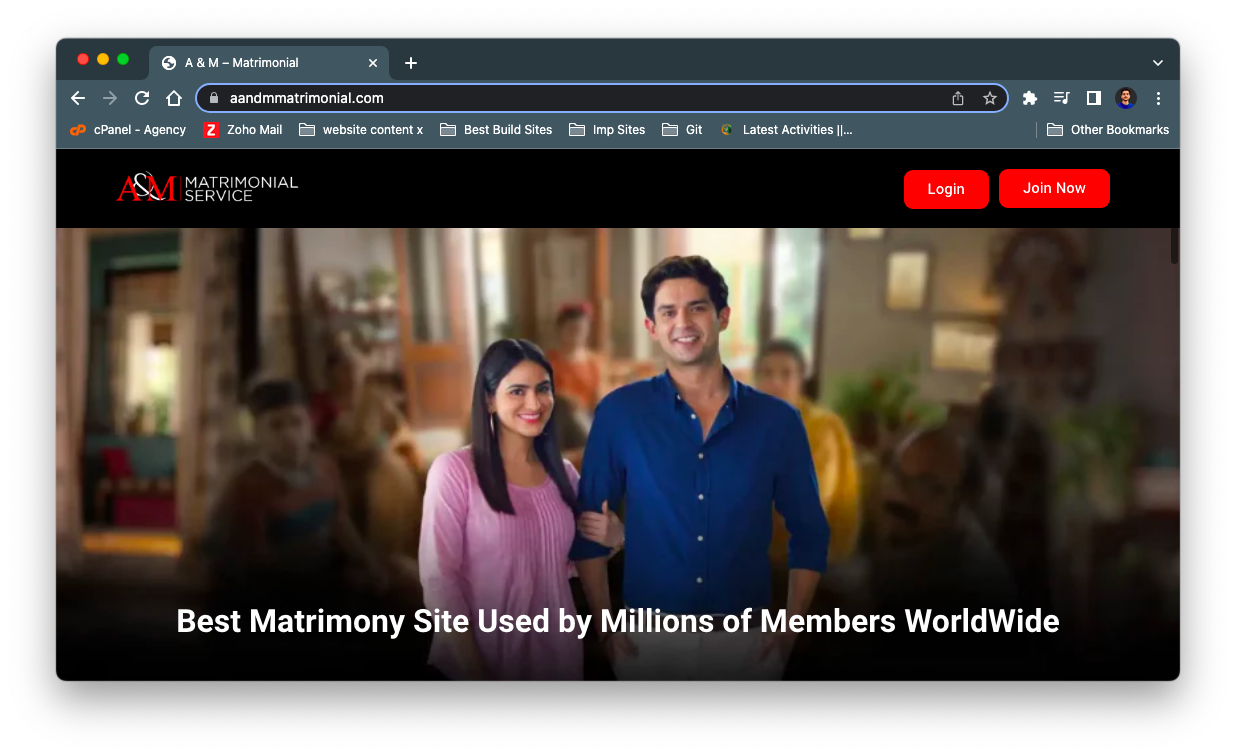 A & M – Matrimonial
aandmmatrimonial.com
cPanel - Agency
Zoho Mail
website content x
Best Build Sites
Imp Sites
Git
Latest Activities ||...
Other Bookmarks
A&M MATRIMONIAL
SERVICE
Login
Join Now
Best Matrimony Site Used by Millions of Members WorldWide